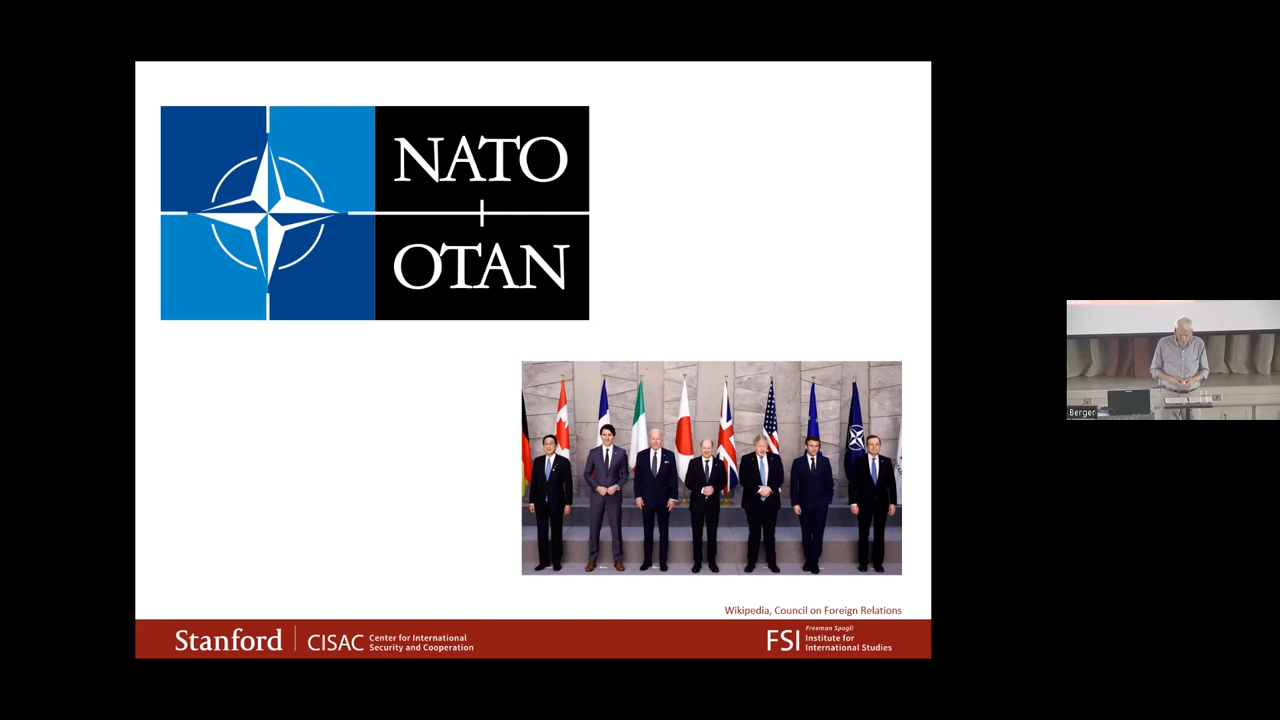 NATO
OTAN
Wikipedia, Council on Foreign Relations
Stanford
CISAC
Center for International
Security and Cooperation
FSI
Freeman Spogli
Institute for
International Studies
Berger